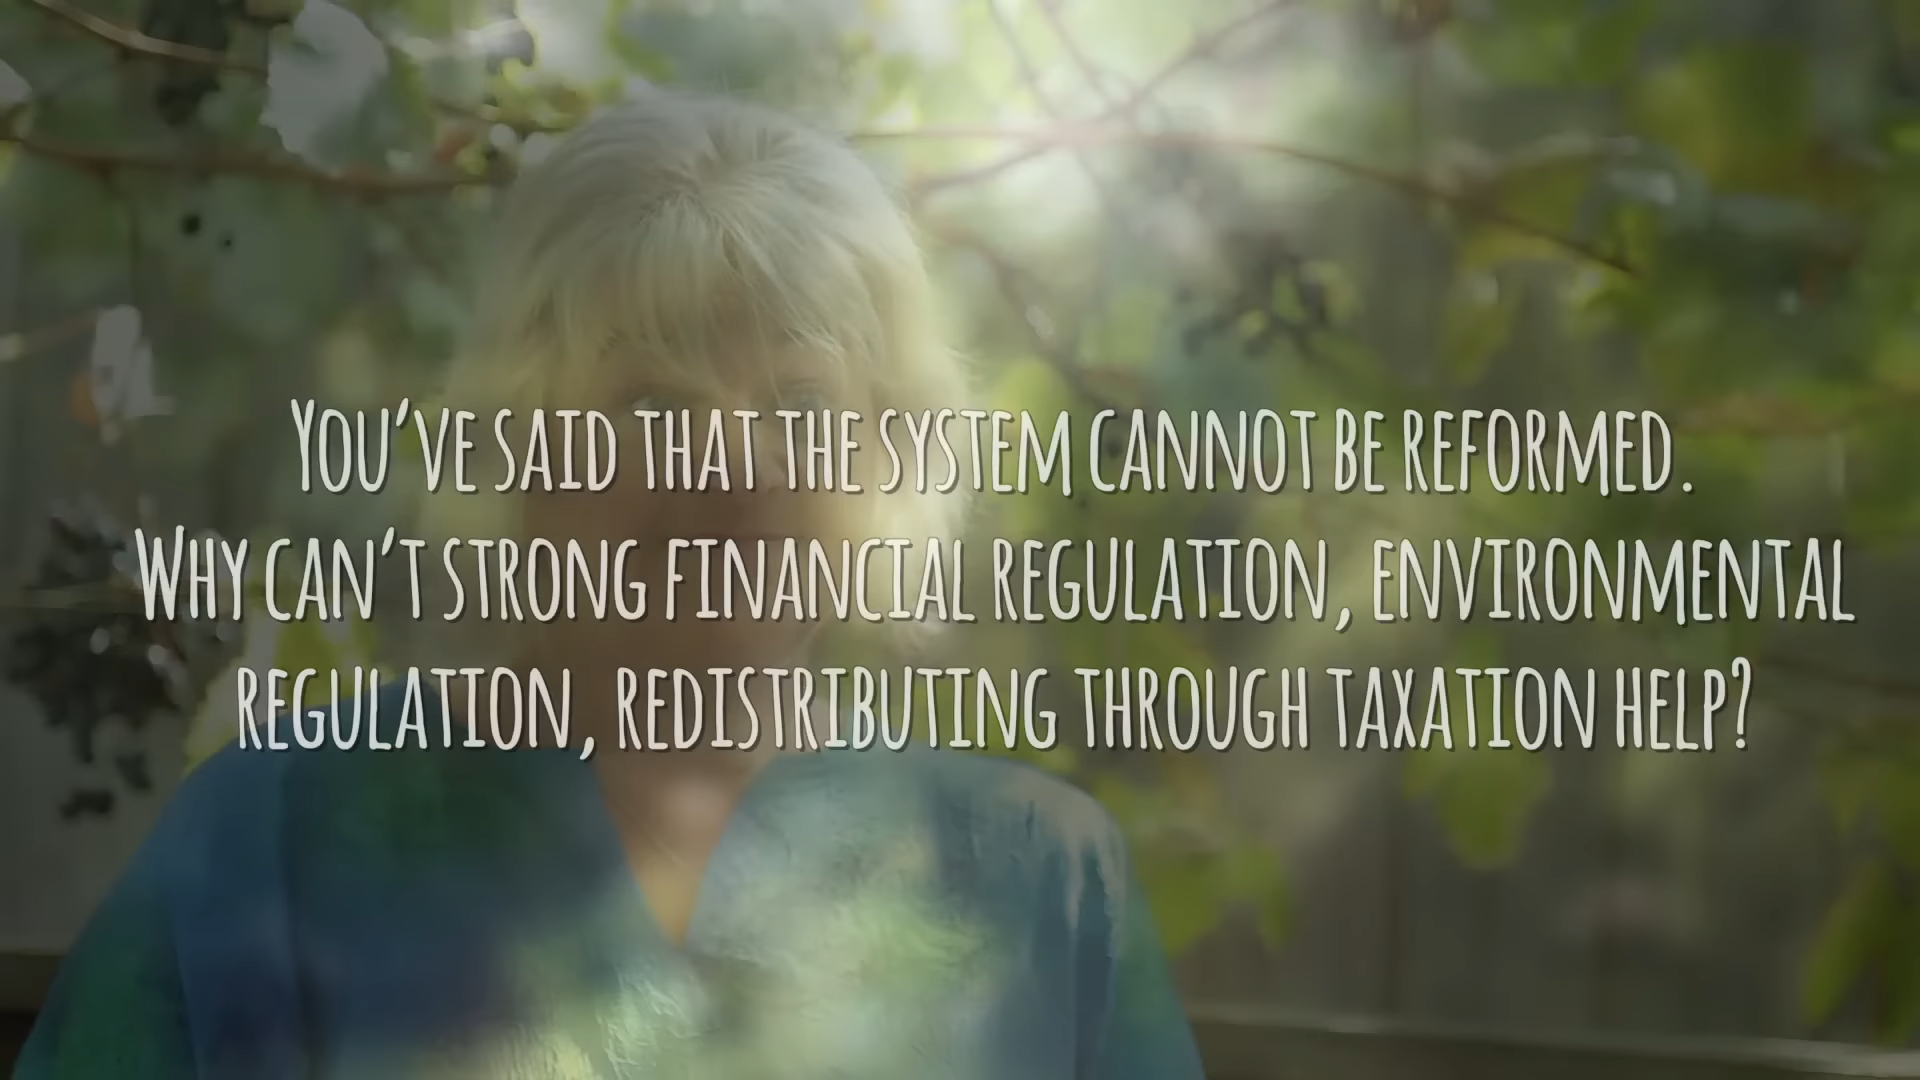 You've said that the system cannot be reformed.
Why can't strong financial regulation, environmental
regulation, redistributing through taxation help?